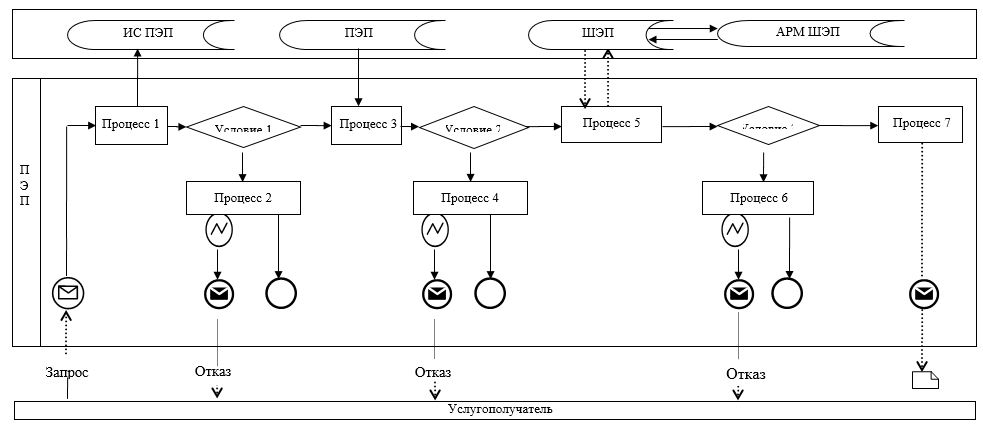 ИС ПЭП
ПЭП
ШЭП
АРМ ШЭП
Процесс 1
Условие 1
Процесс 3
Условие 2
Процесс 5
Условие
Процесс 7
П
Э
П
Процесс 2
Процесс 4
Процесс 6
Запрос
Отказ
Отказ
Отказ
Услугополучатель